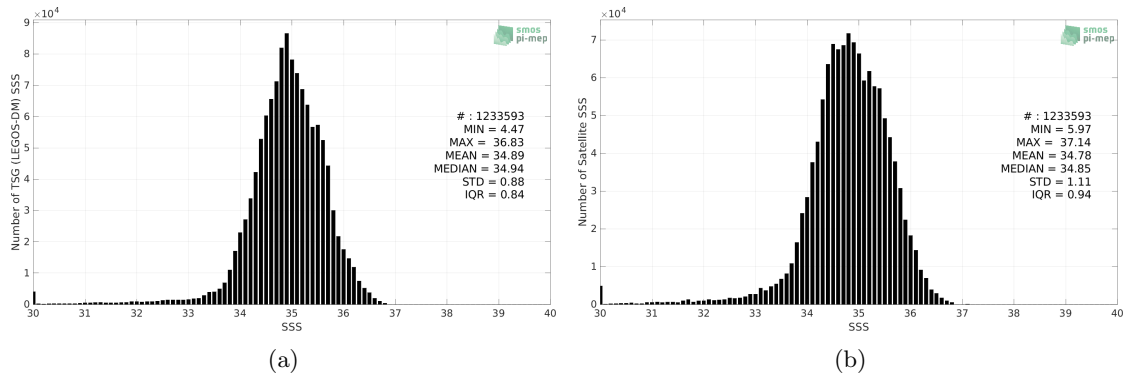 ×10⁴
9
8
7
6
5
4
3
2
1
0
Number of TSG (LEGOS-DM) SSS
smos
pi-mep
# : 1233593
MIN = 4.47
MAX = 36.83
MEAN = 34.89
MEDIAN = 34.94
STD = 0.88
IQR = 0.84
30 31 32 33 34 35 36 37 38 39 40
SSS
(a)
×10⁴
7
6
5
4
3
2
1
0
Number of Satellite SSS
smos
pi-mep
# : 1233593
MIN = 5.97
MAX = 37.14
MEAN = 34.78
MEDIAN = 34.85
STD = 1.11
IQR = 0.94
30 31 32 33 34 35 36 37 38 39 40
SSS
(b)